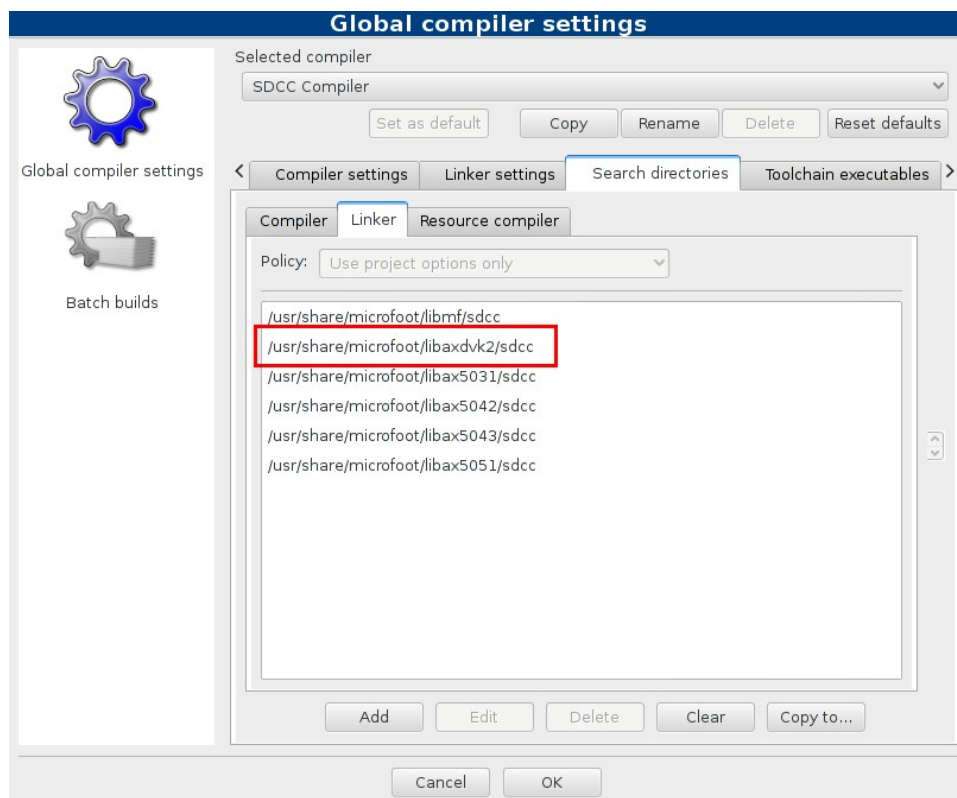 Global compiler settings
Selected compiler
SDCC Compiler
Set as default Copy Rename Delete Reset defaults
Global compiler settings
Compiler settings Linker settings Search directories Toolchain executables
Compiler Linker Resource compiler
Policy: Use project options only
Batch builds
/usr/share/microfoot/libmf/sdcc
/usr/share/microfoot/libaxdvk2/sdcc
/usr/share/microfoot/libax5031/sdcc
/usr/share/microfoot/libax5042/sdcc
/usr/share/microfoot/libax5043/sdcc
/usr/share/microfoot/libax5051/sdcc
Add Edit Delete Clear Copy to...
Cancel OK